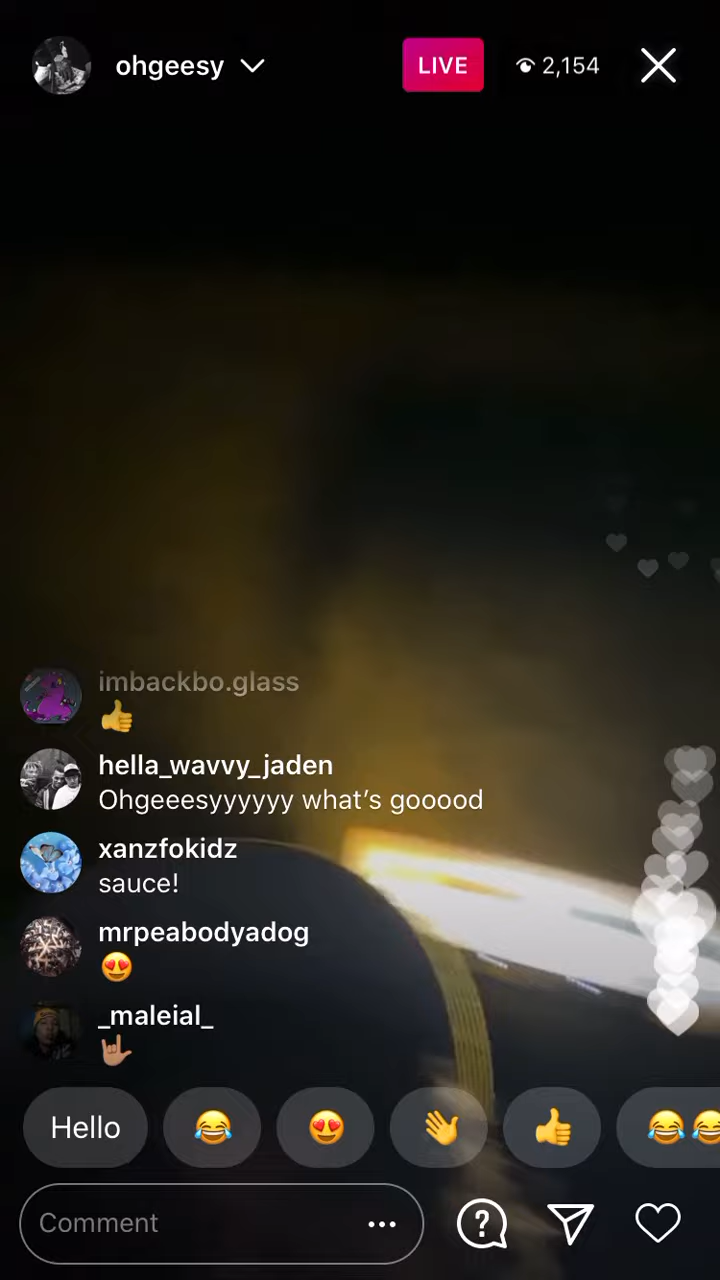 ohgeesy
LIVE
2,154
imbackbo.glass
👍
hella_wavvy_jaden
Ohgeeesyyyyyy what’s gooood
xanzfokidz
sauce!
mrpeabodyadog
😍
_maleial_
🤟🏽
Hello 😂 😍 👋 👍 😂😂
Comment